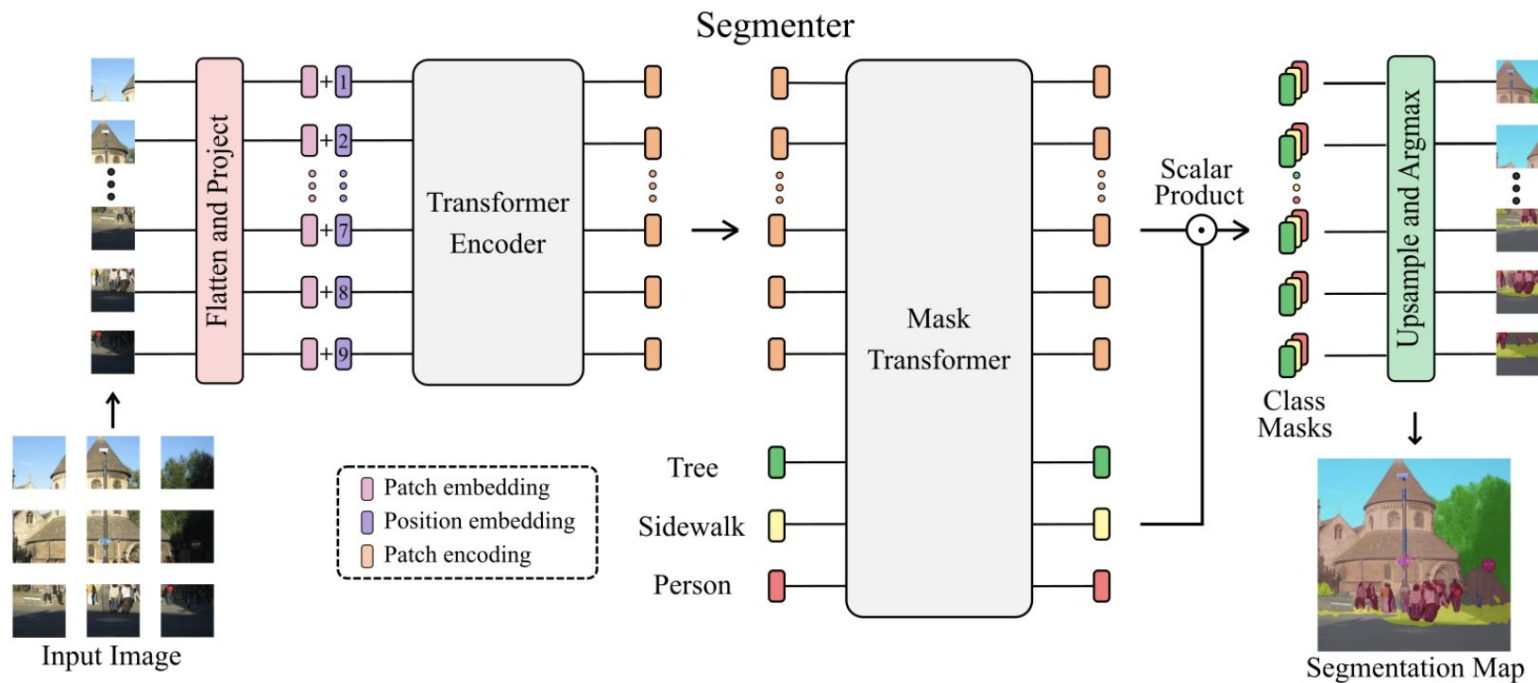 Segmenter
Flatten and Project
+ 1
+ 2
+ 7
+ 8
+ 9
Transformer
Encoder
Mask
Transformer
Scalar
Product
Class
Masks
Upsample and Argmax
Tree
Sidewalk
Person
Patch embedding
Position embedding
Patch encoding
Input Image
Segmentation Map